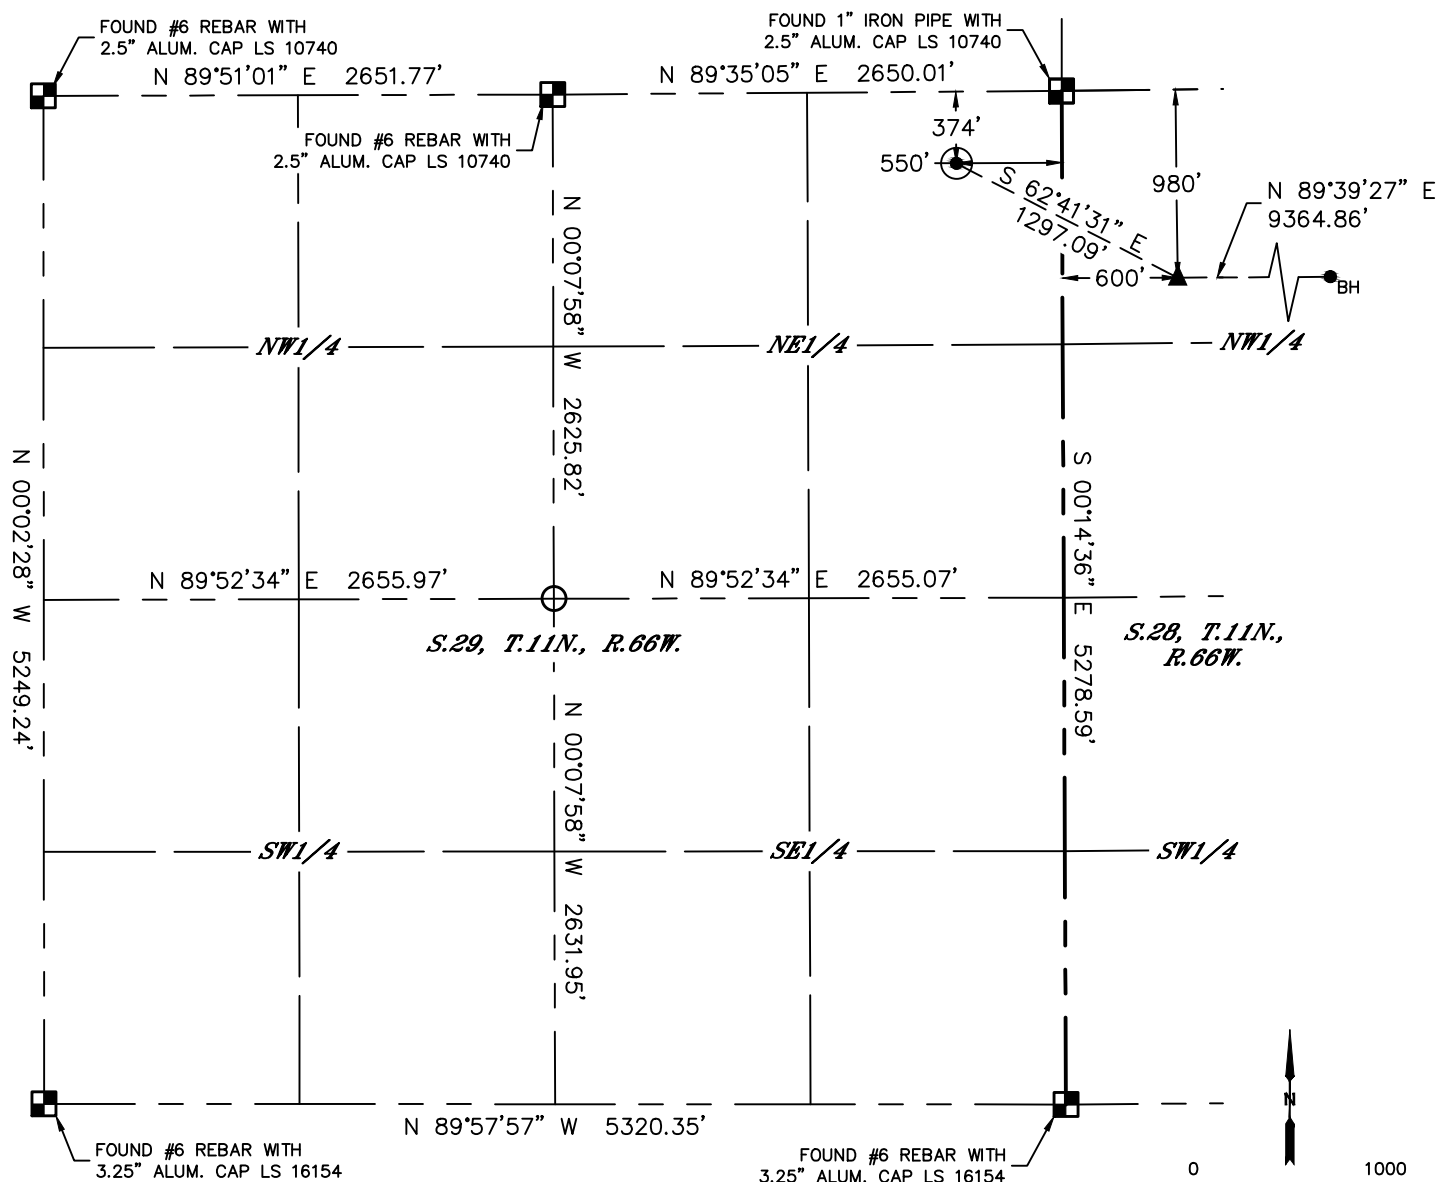 FOUND #6 REBAR WITH
2.5" ALUM. CAP LS 10740
FOUND 1" IRON PIPE WITH
2.5" ALUM. CAP LS 10740
N 89°51'01" E 2651.77'
N 89°35'05" E 2650.01'
FOUND #6 REBAR WITH
2.5" ALUM. CAP LS 10740
374'
550'
S 62°41'31" E
1297.09'
980'
N 89°39'27" E
9364.86'
600'
BH
N 00°07'58" W 2625.82'
NW1/4
NE1/4
NW1/4
N 00°02'28" W 5249.24'
S 00°14'36" E 5278.59'
N 89°52'34" E 2655.97'
N 89°52'34" E 2655.07'
S.29, T.11N., R.66W.
S.28, T.11N.,
R.66W.
N 00°07'58" W 2631.95'
SW1/4
SE1/4
SW1/4
N 89°57'57" W 5320.35'
FOUND #6 REBAR WITH
3.25" ALUM. CAP LS 16154
FOUND #6 REBAR WITH
3.25" ALUM. CAP LS 16154
N
0 1000